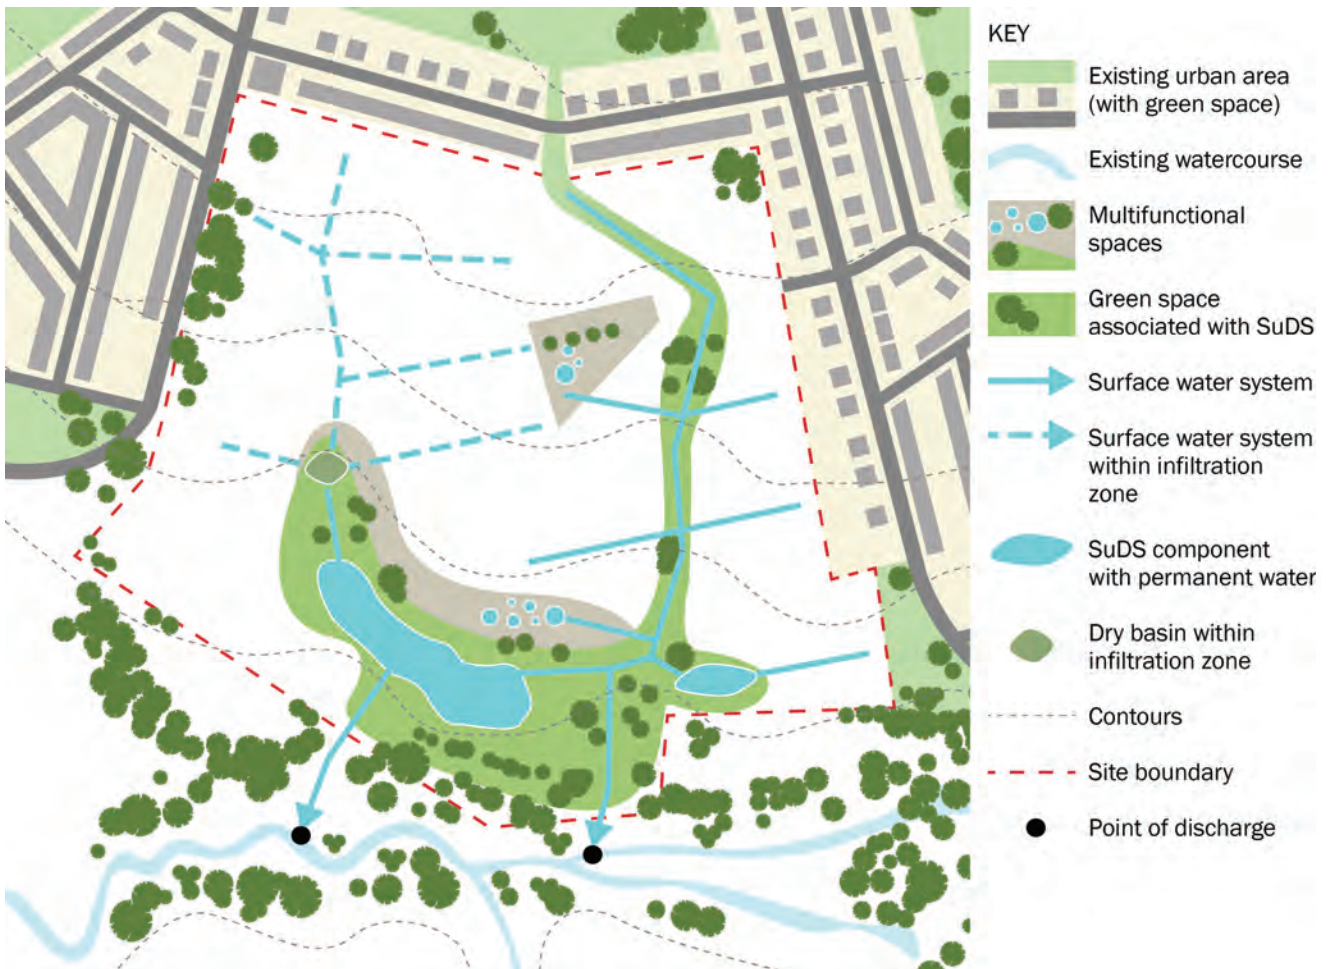 KEY
Existing urban area
(with green space)
Existing watercourse
Multifunctional
spaces
Green space
associated with SuDS
Surface water system
Surface water system
within infiltration
zone
SuDS component
with permanent water
Dry basin within
infiltration zone
Contours
Site boundary
Point of discharge